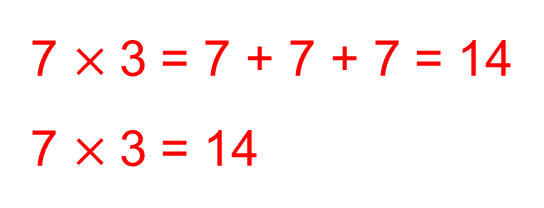 7 × 3 = 7 + 7 + 7 = 14
7 × 3 = 14